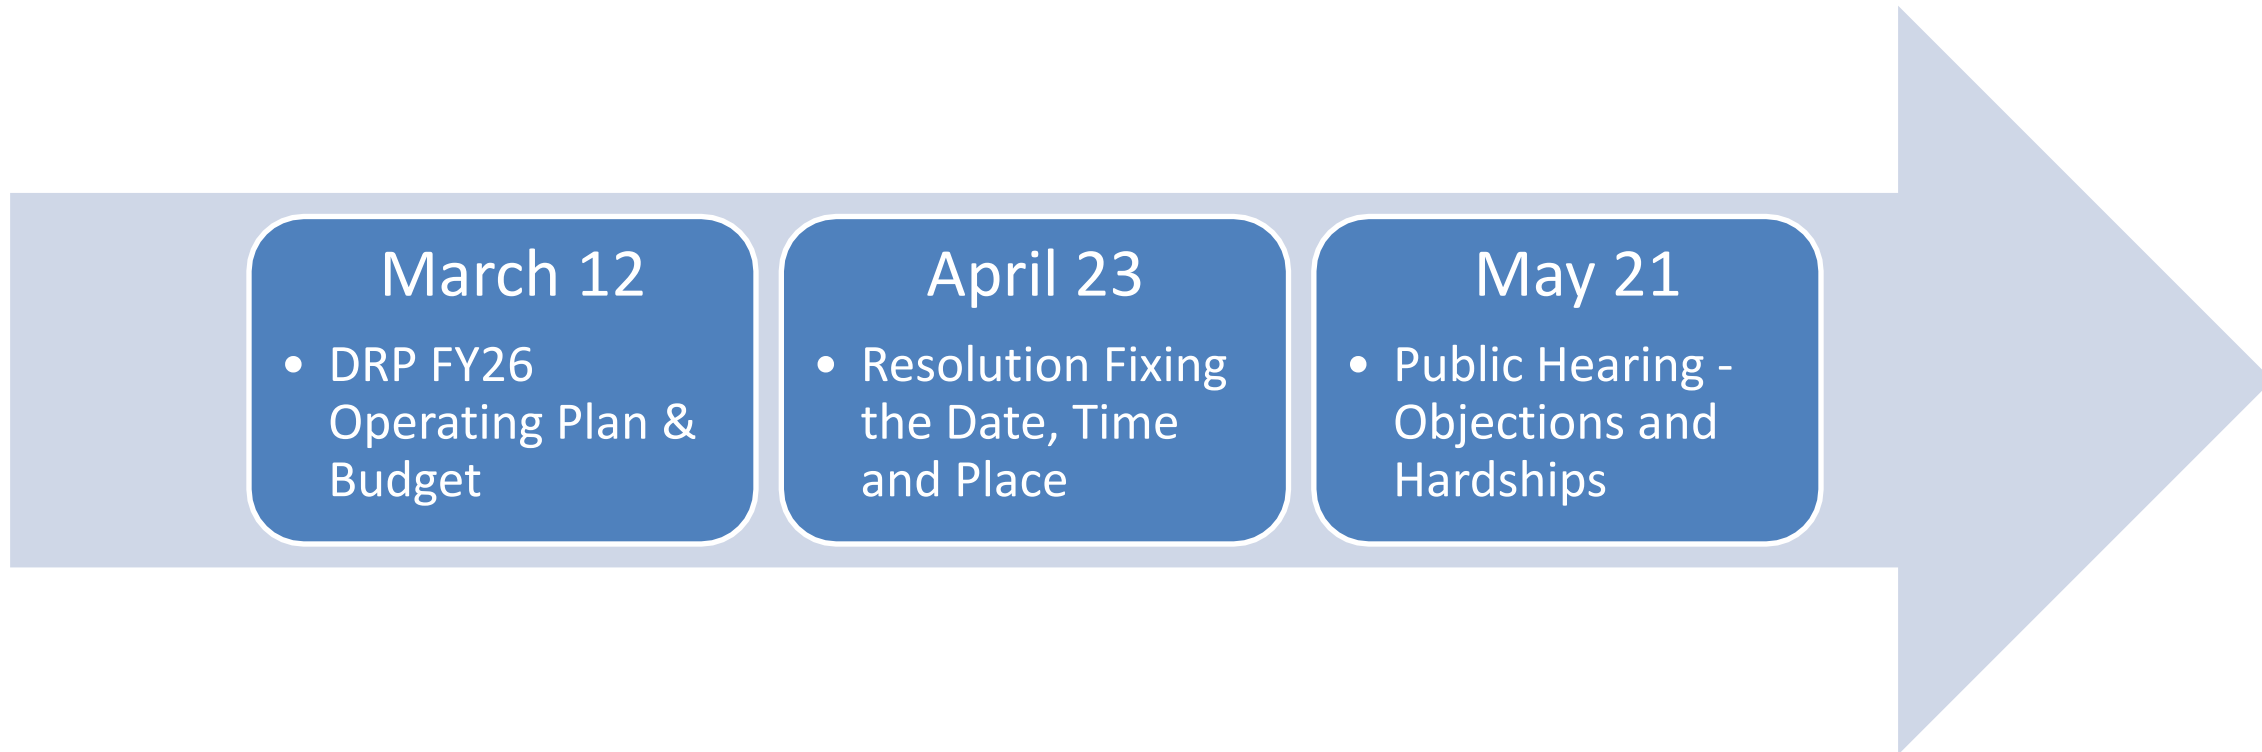 March 12
• DRP FY26
Operating Plan &
Budget
April 23
• Resolution Fixing
the Date, Time
and Place
May 21
• Public Hearing -
Objections and
Hardships